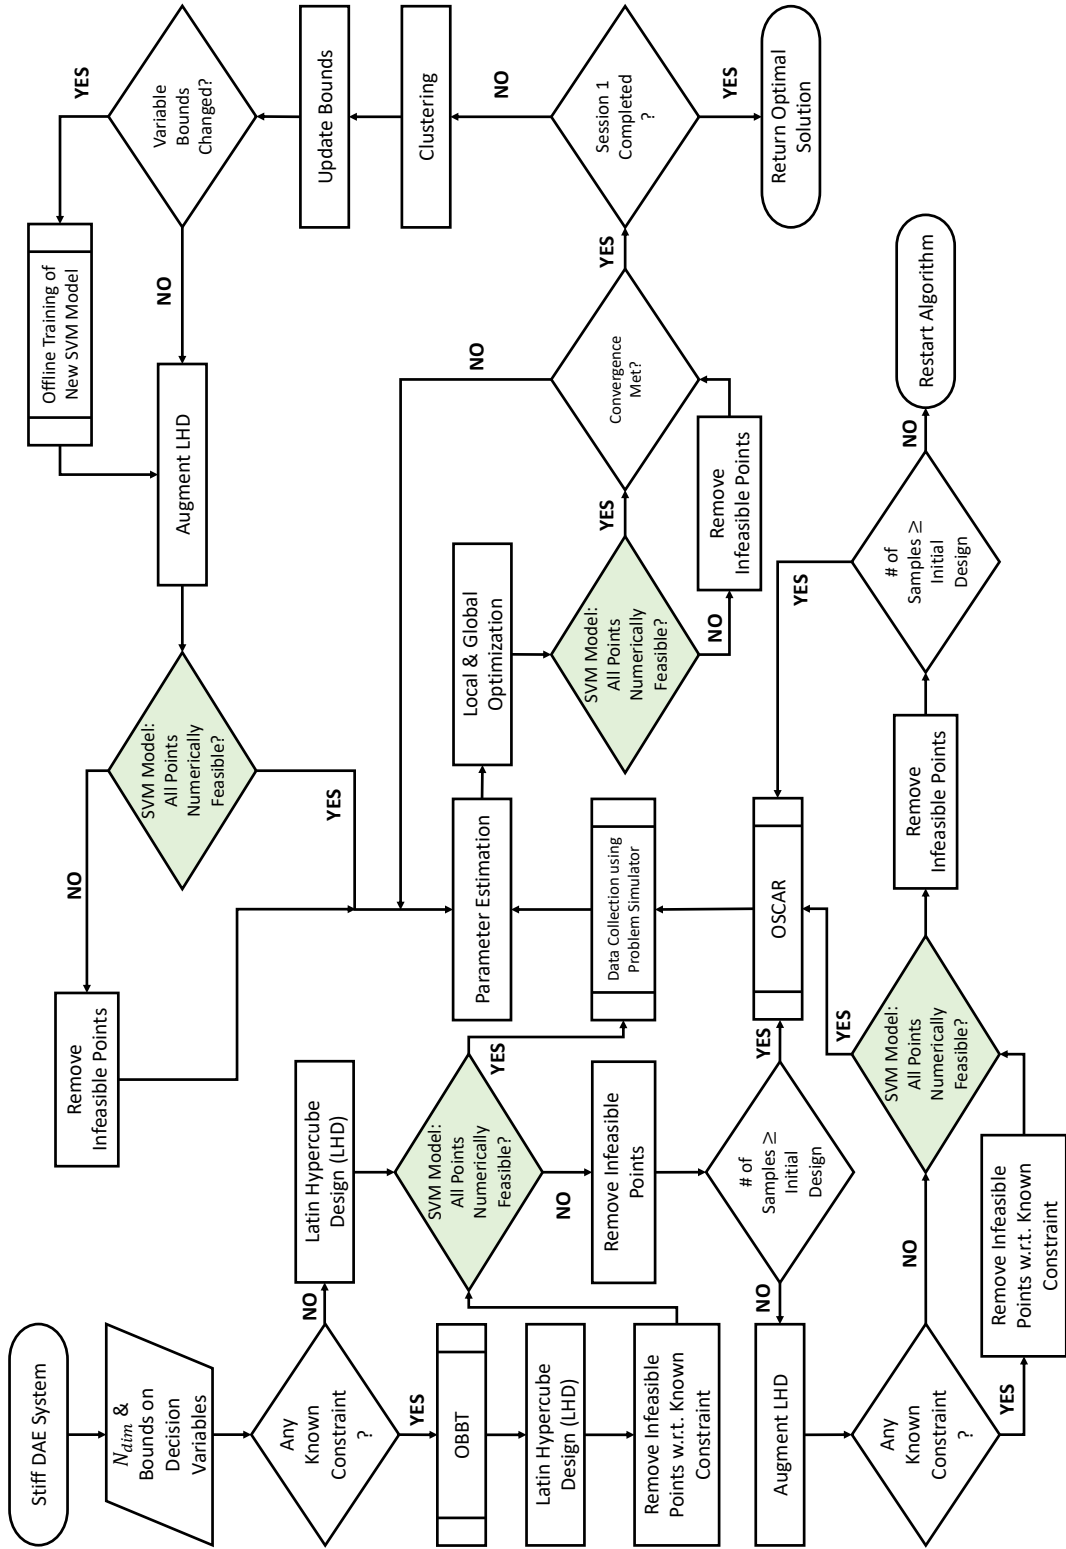 Stiff DAE System
N_dim &
Bounds on
Decision
Variables
Any
Known
Constraint
?
NO
YES
OBBT
Latin Hypercube
Design (LHD)
Remove Infeasible
Points w.r.t. Known
Constraint
Latin Hypercube
Design (LHD)
SVM Model:
All Points
Numerically
Feasible?
YES
NO
Remove Infeasible
Points
# of
Samples ≥
Initial
Design
YES
NO
Augment LHD
Any
Known
Constraint
?
NO
YES
Remove Infeasible
Points w.r.t. Known
Constraint
SVM Model:
All Points
Numerically
Feasible?
YES
Remove
Infeasible Points
# of
Samples ≥
Initial
Design
YES
NO
Restart Algorithm
OSCAR
Data Collection using
Problem Simulator
Parameter Estimation
Local & Global
Optimization
SVM Model:
All Points
Numerically
Feasible?
YES
NO
Remove
Infeasible Points
Convergence
Met?
NO
YES
Session 1
Completed
?
YES
Return Optimal
Solution
NO
Clustering
Update Bounds
Variable
Bounds
Changed?
YES
NO
Offline Training of
New SVM Model
Augment LHD
SVM Model:
All Points
Numerically
Feasible?
YES
NO
Remove
Infeasible Points